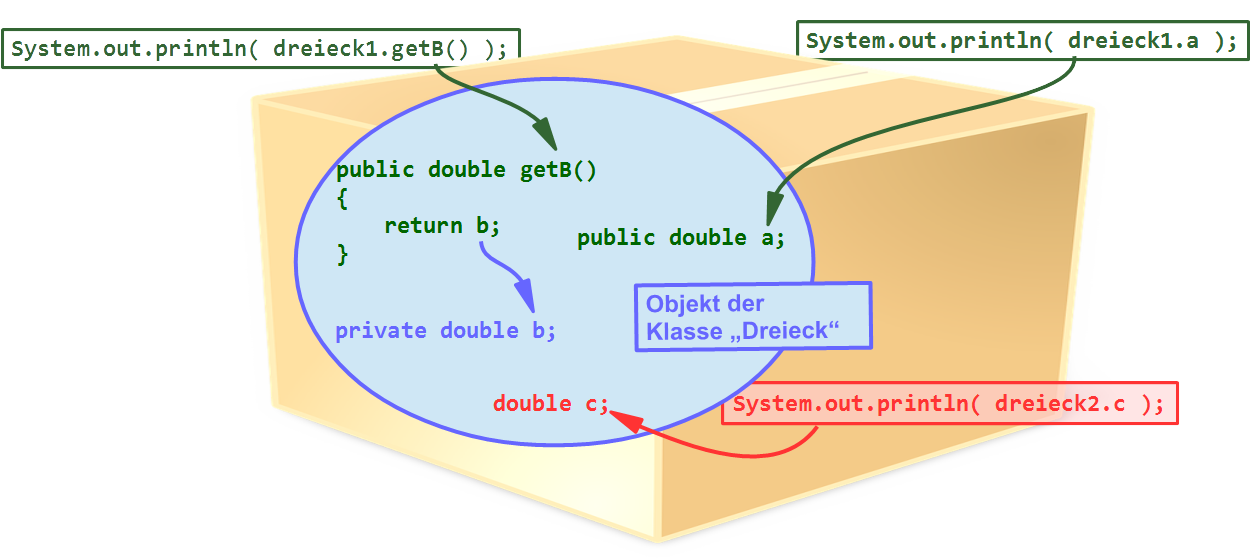 System.out.println( dreieck1.getB() );
System.out.println( dreieck1.a );
public double getB()
{
return b;
}
public double a;
private double b;
Objekt der
Klasse „Dreieck“
double c;
System.out.println( dreieck2.c );